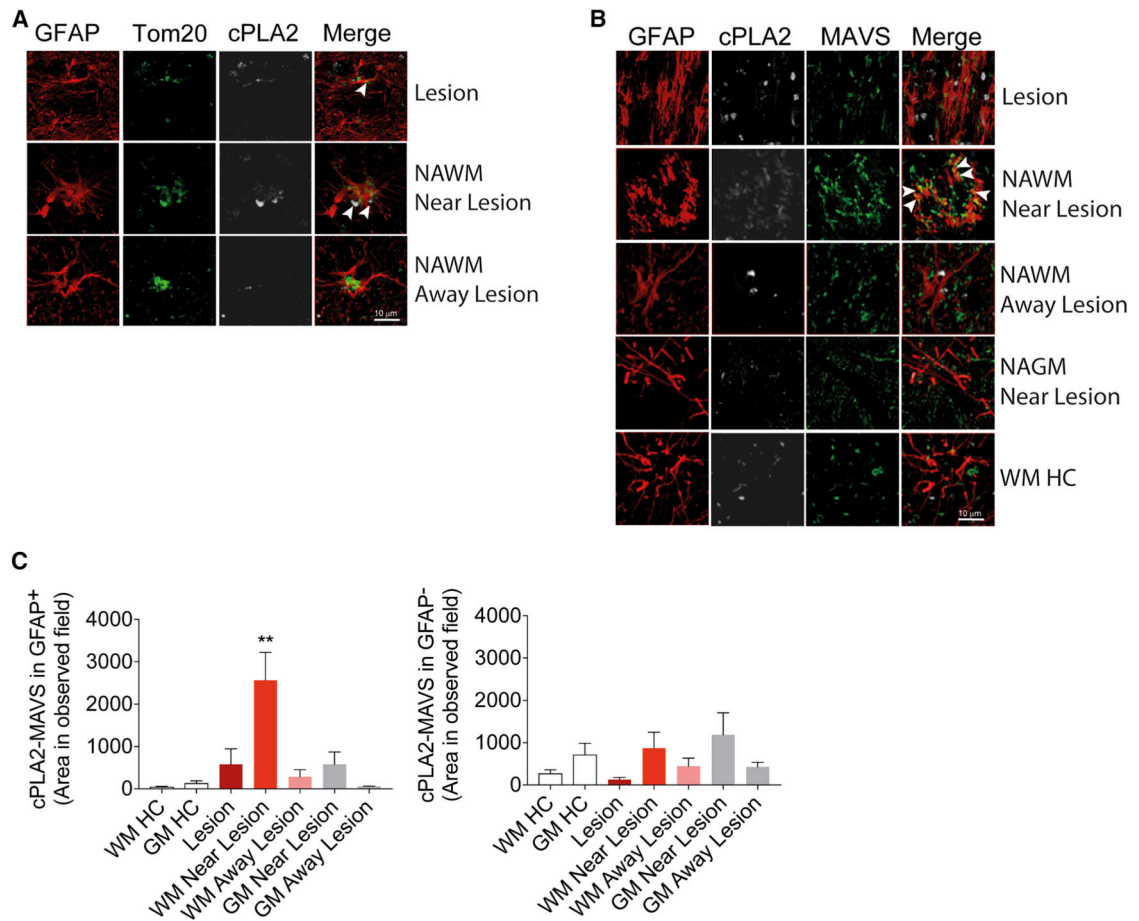 A
GFAP Tom20 cPLA2 Merge
Lesion
NAWM
Near Lesion
NAWM
Away Lesion
10 μm
B
GFAP cPLA2 MAVS Merge
Lesion
NAWM
Near Lesion
NAWM
Away Lesion
NAGM
Near Lesion
WM HC
10 μm
C
cPLA2-MAVS in GFAP+
(Area in observed field)
4000
3000
2000
1000
0
**
WM HC
GM HC
Lesion
WM Near Lesion
WM Away Lesion
GM Near Lesion
GM Away Lesion
cPLA2-MAVS in GFAP-
(Area in observed field)
4000
3000
2000
1000
0
WM HC
GM HC
Lesion
WM Near Lesion
WM Away Lesion
GM Near Lesion
GM Away Lesion